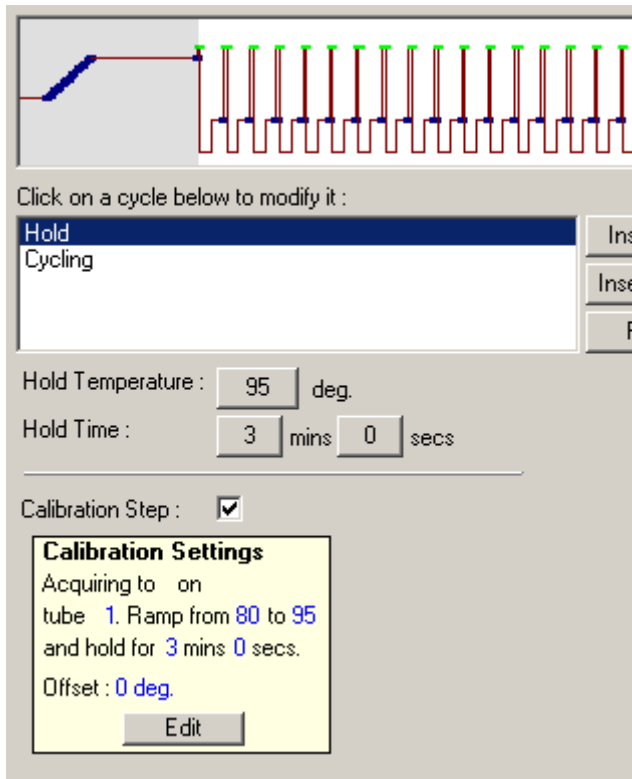 Click on a cycle below to modify it :
Hold
Cycling
Hold Temperature : 95 deg.
Hold Time : 3 mins 0 secs
Calibration Step :
Calibration Settings
Acquiring to on
tube 1. Ramp from 80 to 95
and hold for 3 mins 0 secs.
Offset : 0 deg.
Edit